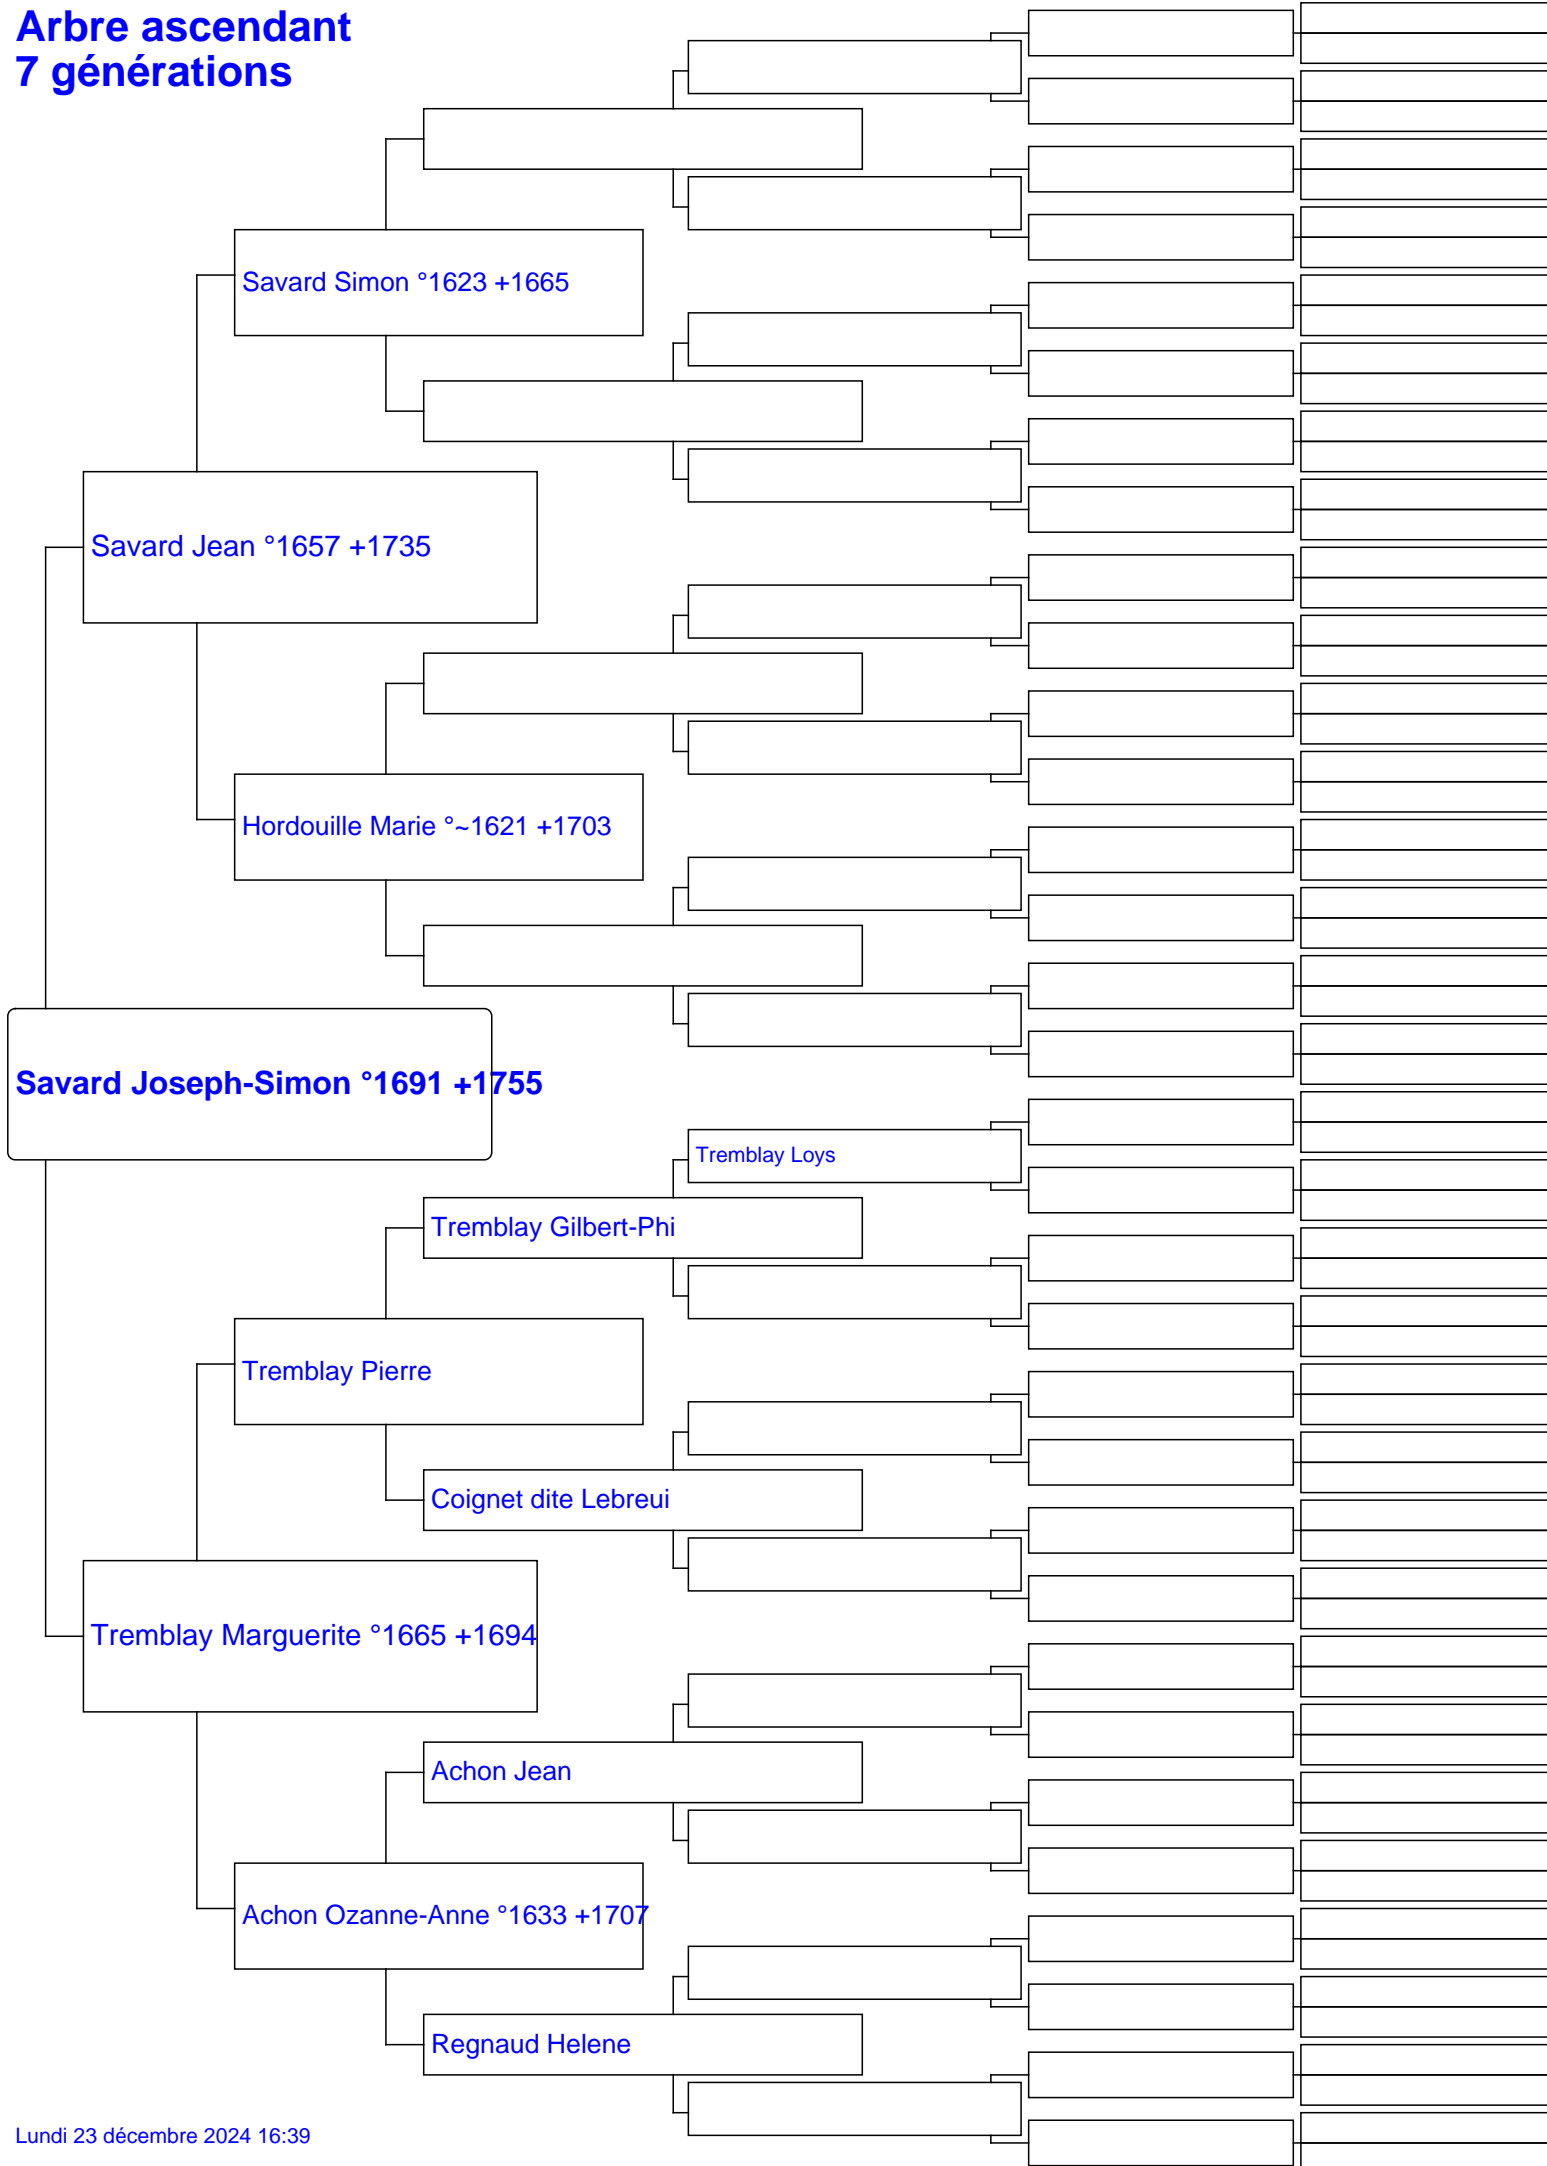 Arbre ascendant
7 générations
Savard Simon °1623 +1665
Savard Jean °1657 +1735
Hordouille Marie °~1621 +1703
Savard Joseph-Simon °1691 +1755
Tremblay Loys
Tremblay Gilbert-Phi
Tremblay Pierre
Coignet dite Lebreui
Tremblay Marguerite °1665 +1694
Achon Jean
Achon Ozanne-Anne °1633 +1707
Regnaud Helene
Lundi 23 décembre 2024 16:39